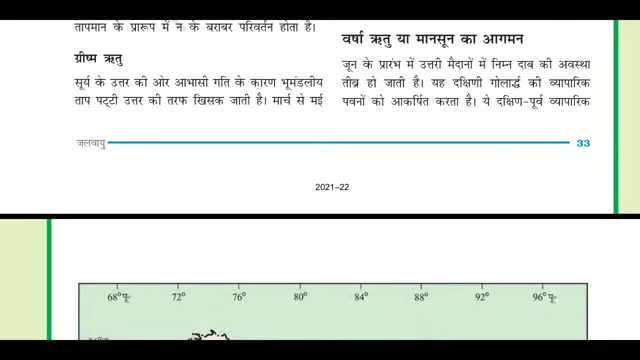 तापमान के प्रारूप में न के बराबर परिवर्तन होता है।
ग्रीष्म ऋतु
सूर्य के उत्तर की ओर आभासी गति के कारण भूमंडलीय
ताप पट्टी उत्तर की तरफ खिसक जाती है। मार्च से मई
वर्षा ऋतु या मानसून का आगमन
जून के प्रारंभ में उत्तरी मैदानों में निम्न दाब की अवस्था
तीव्र हो जाती है। यह दक्षिणी गोलार्द्ध की व्यापारिक
पवनों को आकर्षित करता है। ये दक्षिण-पूर्व व्यापारिक
जलवायु 33
2021-22
68°पू॰ 72° 76° 80° 84° 88° 92° 96°पू॰